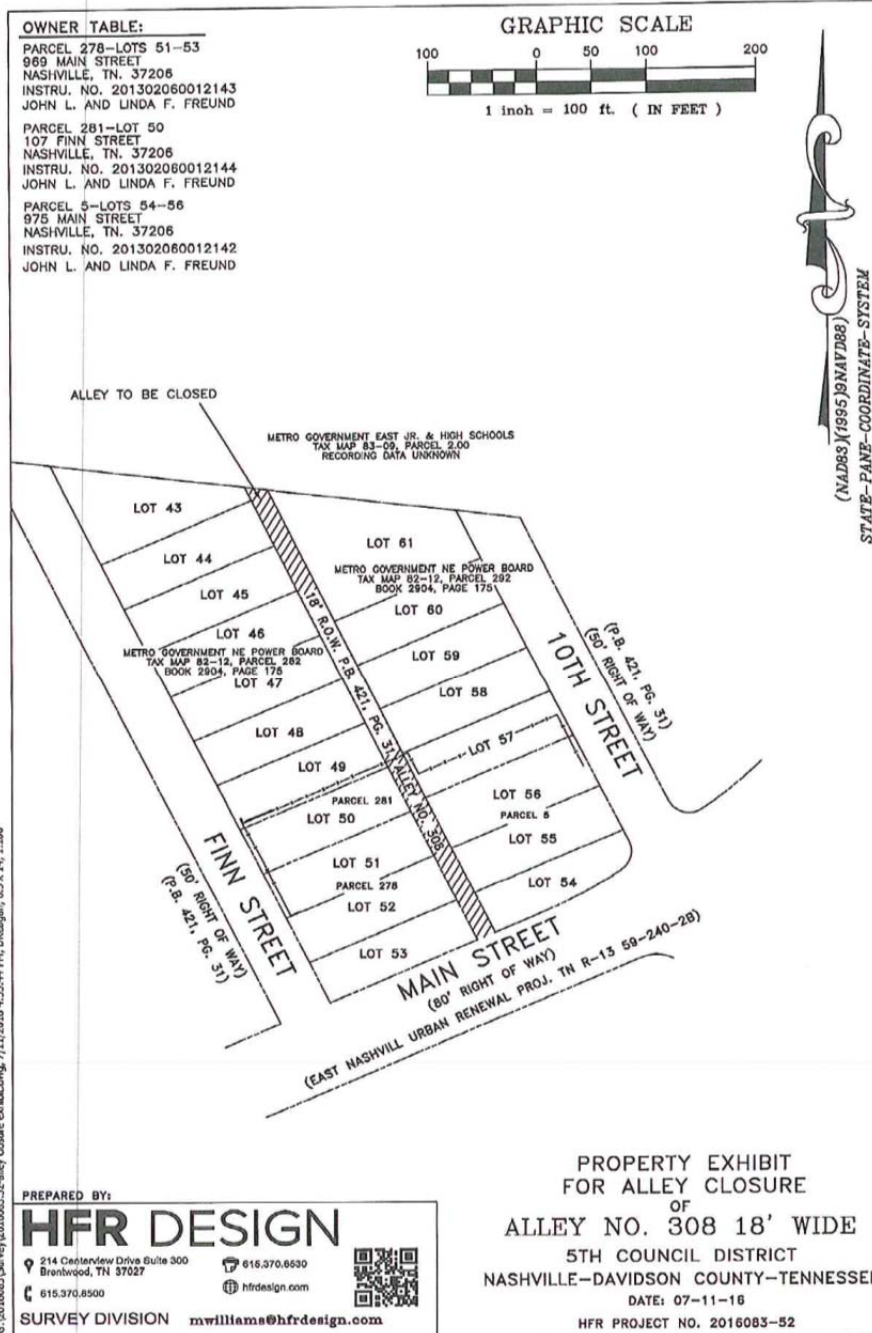 OWNER TABLE:
PARCEL 278-LOTS 51-53
969 MAIN STREET
NASHVILLE, TN. 37206
INSTRU. NO. 201302060012143
JOHN L. AND LINDA F. FREUND
PARCEL 281-LOT 50
107 FINN STREET
NASHVILLE, TN. 37206
INSTRU. NO. 201302060012144
JOHN L. AND LINDA F. FREUND
PARCEL 5-LOTS 54-56
975 MAIN STREET
NASHVILLE, TN. 37206
INSTRU. NO. 201302060012142
JOHN L. AND LINDA F. FREUND
GRAPHIC SCALE
100 0 50 100 200
1 inch = 100 ft. ( IN FEET )
(NAD83)(1995)9NAVD88)
STATE-PANE-COORDINATE-SYSTEM
ALLEY TO BE CLOSED
METRO GOVERNMENT EAST JR. & HIGH SCHOOLS
TAX MAP 83-09, PARCEL 2.00
RECORDING DATA UNKNOWN
LOT 43
LOT 44
LOT 45
LOT 46
METRO GOVERNMENT NE POWER BOARD
TAX MAP 82-12, PARCEL 282
BOOK 2904, PAGE 175
LOT 47
LOT 48
LOT 49
PARCEL 281
LOT 50
LOT 51
PARCEL 278
LOT 52
LOT 53
18' R.O.W. P.B. 421, PG. 31
ALLEY NO. 308
LOT 61
METRO GOVERNMENT NE POWER BOARD
TAX MAP 82-12, PARCEL 292
BOOK 2904, PAGE 175
LOT 60
LOT 59
LOT 58
LOT 57
LOT 56
PARCEL 5
LOT 55
LOT 54
10TH STREET
(50' RIGHT OF WAY)
(P.B. 421, PG. 31)
FINN STREET
(50' RIGHT OF WAY)
(P.B. 421, PG. 31)
MAIN STREET
(80' RIGHT OF WAY)
(EAST NASHVILL URBAN RENEWAL PROJ. TN R-13 59-240-28)
PREPARED BY:
HFR DESIGN
214 Centerview Drive Suite 300
Brentwood, TN 37027
615.370.8500
615.370.8530
hfrdesign.com
SURVEY DIVISION mwilliams@hfrdesign.com
PROPERTY EXHIBIT
FOR ALLEY CLOSURE
OF
ALLEY NO. 308 18' WIDE
5TH COUNCIL DISTRICT
NASHVILLE-DAVIDSON COUNTY-TENNESSEE
DATE: 07-11-16
HFR PROJECT NO. 2016083-52